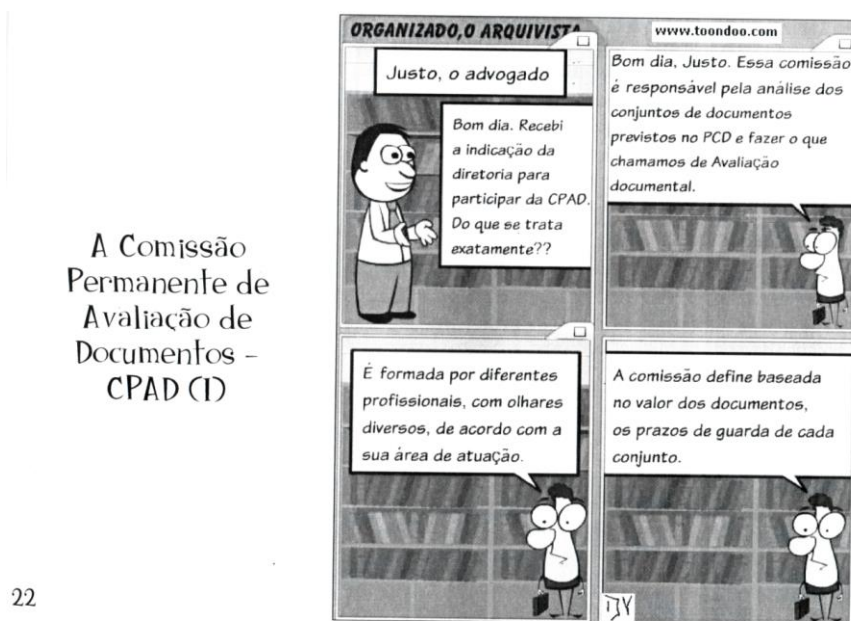 A Comissão
Permanente de
Avaliação de
Documentos –
CPAD (I)
22
ORGANIZADO,O ARQUIVISTA
www.toondoo.com
Justo, o advogado
Bom dia. Recebi
a indicação da
diretoria para
participar da CPAD.
Do que se trata
exatamente??
Bom dia, Justo. Essa comissão
é responsável pela análise dos
conjuntos de documentos
previstos no PCD e fazer o que
chamamos de Avaliação
documental.
É formada por diferentes
profissionais, com olhares
diversos, de acordo com a
sua área de atuação.
A comissão define baseada
no valor dos documentos,
os prazos de guarda de cada
conjunto.